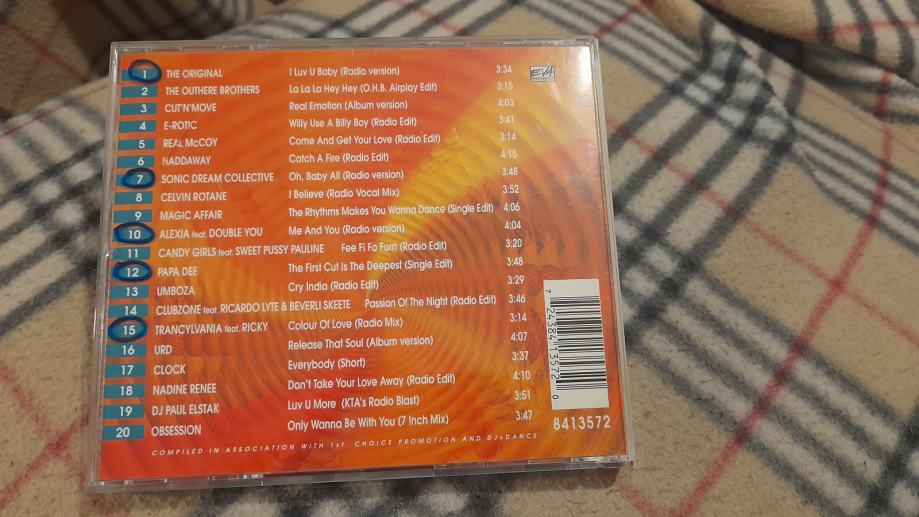 1 THE ORIGINAL I Luv U Baby (Radio version) 3:34
EVA
2 THE OUTHERE BROTHERS La La La Hey Hey (O.H.B. Airplay Edit) 3:15
3 CUT'N'MOVE Real Emotion (Album version) 4:03
4 E-ROTIC Willy Use A Billy Boy (Radio Edit) 3:41
5 REAL McCOY Come And Get Your Love (Radio Edit) 3:14
6 HADDAWAY Catch A Fire (Radio Edit) 4:15
7 SONIC DREAM COLLECTIVE Oh, Baby All (Radio version) 3:48
8 CELVIN ROTANE I Believe (Radio Vocal Mix) 3:52
9 MAGIC AFFAIR The Rhythms Makes You Wanna Dance (Single Edit) 4:06
10 ALEXIA feat. DOUBLE YOU Me And You (Radio version) 4:04
11 CANDY GIRLS feat. SWEET PUSSY PAULINE Fee Fi Fo Fum (Radio Edit) 3:20
12 PAPA DEE The First Cut Is The Deepest (Single Edit) 3:48
13 UMBOZA Cry India (Radio Edit) 3:29
14 CLUBZONE feat. RICARDO LYTE & BEVERLI SKEETE Passion Of The Night (Radio Edit) 3:46
15 TRANCYLVANIA feat. RICKY Colour Of Love (Radio Mix) 3:14
16 URD Release That Soul (Album version) 4:07
17 CLOCK Everybody (Short) 3:37
18 NADINE RENEE Don't Take Your Love Away (Radio Edit) 4:10
19 DJ PAUL ELSTAK Luv U More (KTA's Radio Blast) 3:51
20 OBSESSION Only Wanna Be With You (7 Inch Mix) 3:47
7 24384 13572 0
8413572
COMPILED IN ASSOCIATION WITH 1st. CHOICE PROMOTION AND DJ+DANCE